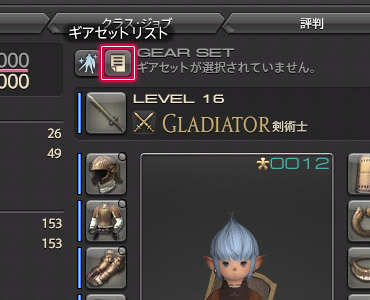 クラス・ジョブ
評判
ギアセットリスト
000
000
GEAR SET
ギアセットが選択されていません。
LEVEL 16
GLADIATOR 剣術士
26
49
0012
153
153